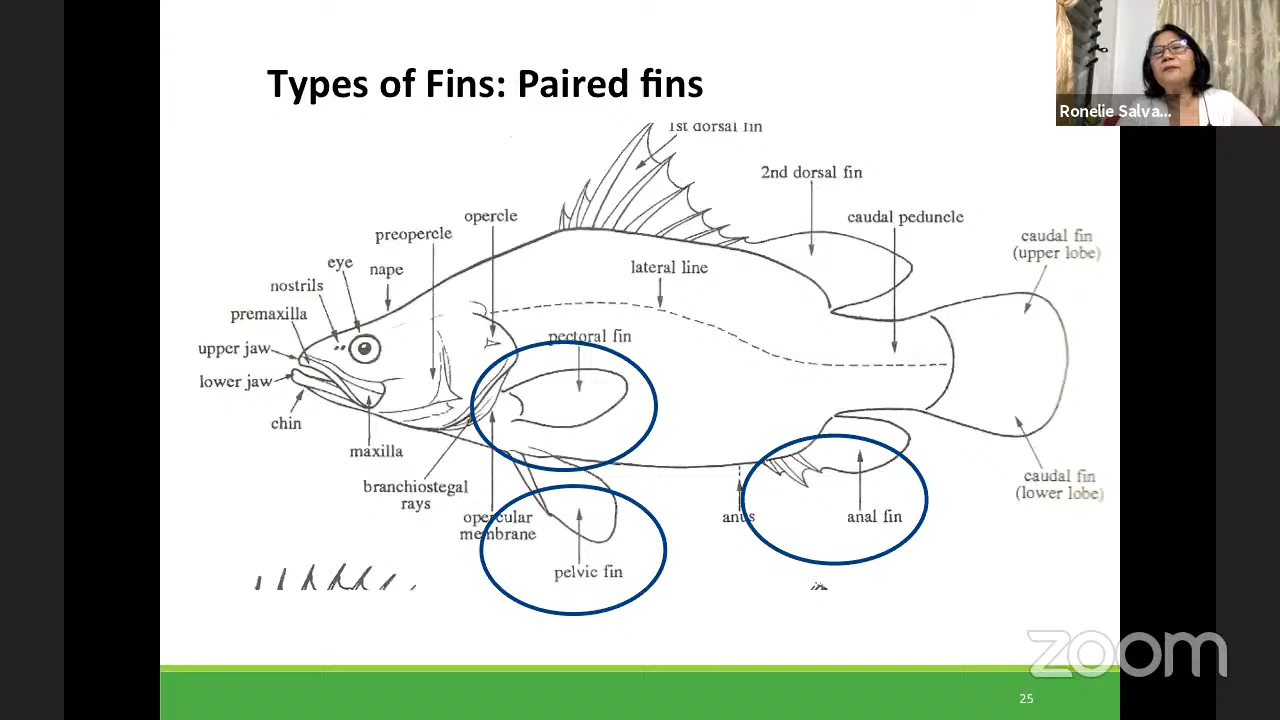 Types of Fins: Paired fins
Ronelie Salva...
1st dorsal fin
2nd dorsal fin
opercle
caudal peduncle
preopercle
caudal fin
(upper lobe)
eye
nape
lateral line
nostrils
premaxilla
pectoral fin
upper jaw
lower jaw
chin
maxilla
branchiostegal
rays
opercular
membrane
anus
anal fin
caudal fin
(lower lobe)
pelvic fin
zoom
25